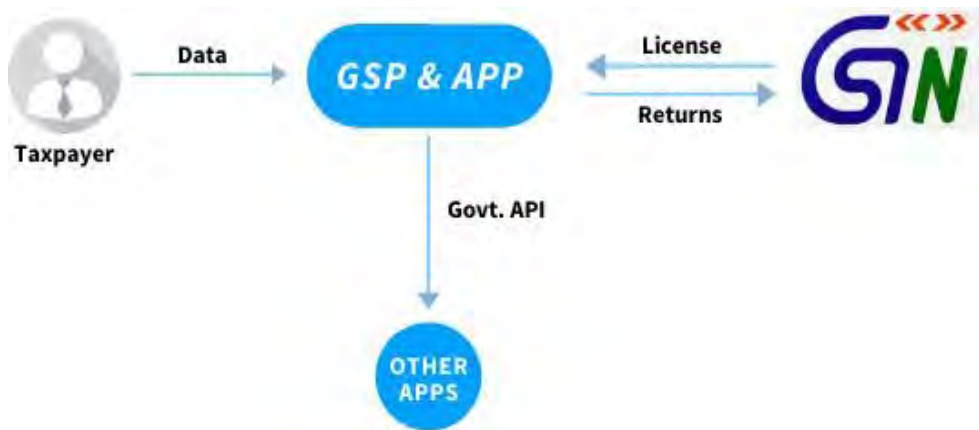 Data
GSP & APP
License
Returns
GSTN
Taxpayer
Govt. API
OTHER
APPS